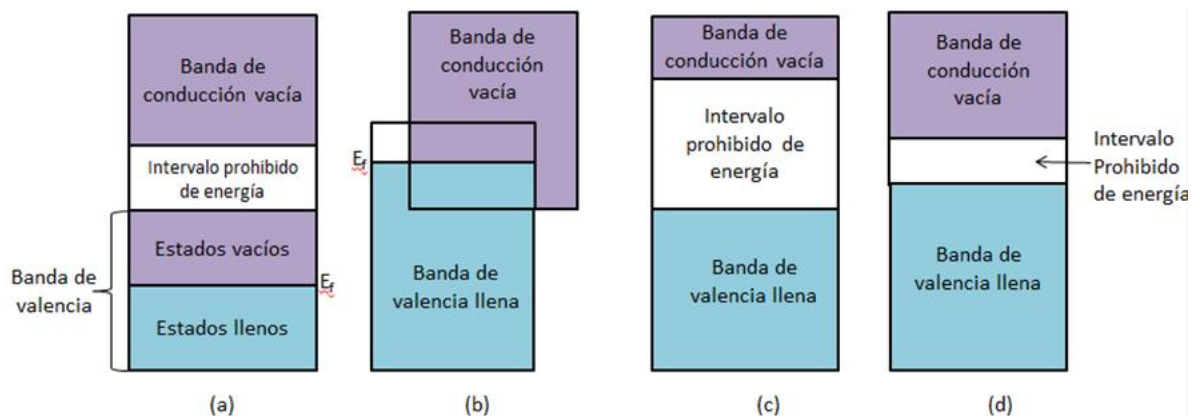 Banda de
conducción vacía
Intervalo prohibido
de energía
Estados vacíos
Banda de
valencia
E_f
Estados llenos
(a)
Banda de
conducción
vacía
E_f
Banda de
valencia llena
(b)
Banda de
conducción vacía
Intervalo
prohibido de
energía
Banda de
valencia llena
(c)
Banda de
conducción
vacía
Intervalo
Prohibido
de energía
Banda de
valencia llena
(d)